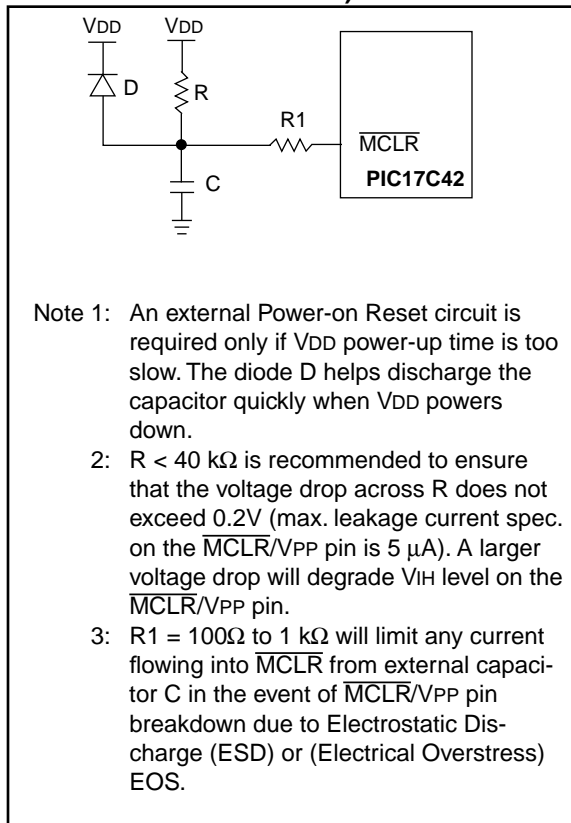 VDD VDD
D
R
R1
MCLR
PIC17C42
C
Note 1: An external Power-on Reset circuit is
required only if VDD power-up time is too
slow. The diode D helps discharge the
capacitor quickly when VDD powers
down.
2: R < 40 kΩ is recommended to ensure
that the voltage drop across R does not
exceed 0.2V (max. leakage current spec.
on the MCLR/VPP pin is 5 μA). A larger
voltage drop will degrade VIH level on the
MCLR/VPP pin.
3: R1 = 100Ω to 1 kΩ will limit any current
flowing into MCLR from external capaci-
tor C in the event of MCLR/VPP pin
breakdown due to Electrostatic Dis-
charge (ESD) or (Electrical Overstress)
EOS.